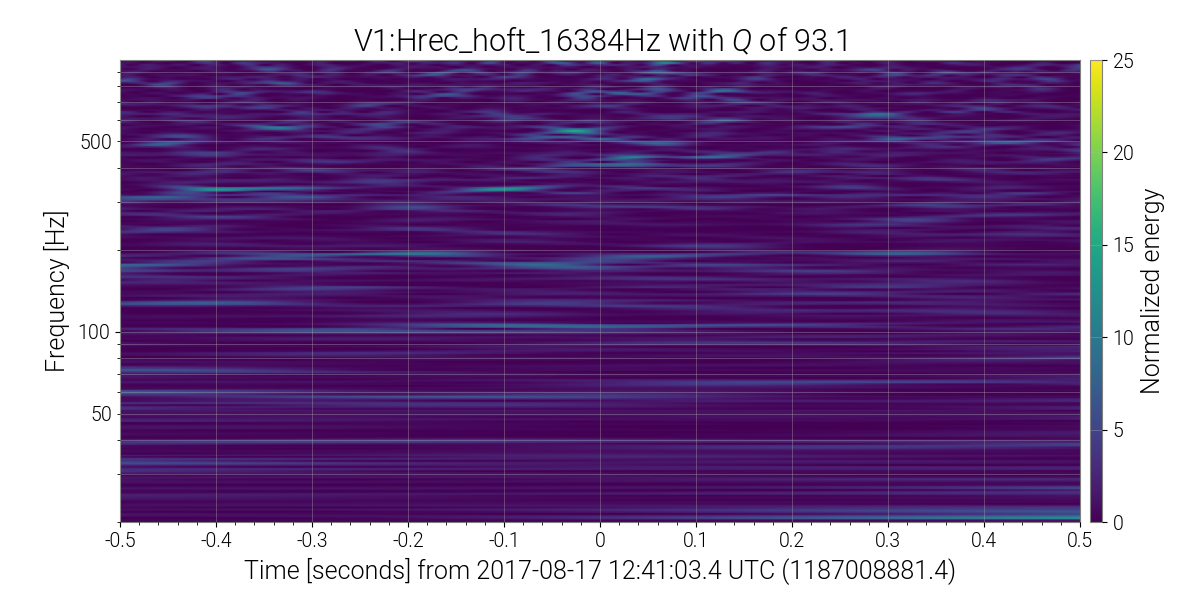 V1:Hrec_hoft_16384Hz with Q of 93.1
Frequency [Hz]
500
100
50
-0.5 -0.4 -0.3 -0.2 -0.1 0 0.1 0.2 0.3 0.4 0.5
Time [seconds] from 2017-08-17 12:41:03.4 UTC (1187008881.4)
25
20
15
10
5
0
Normalized energy